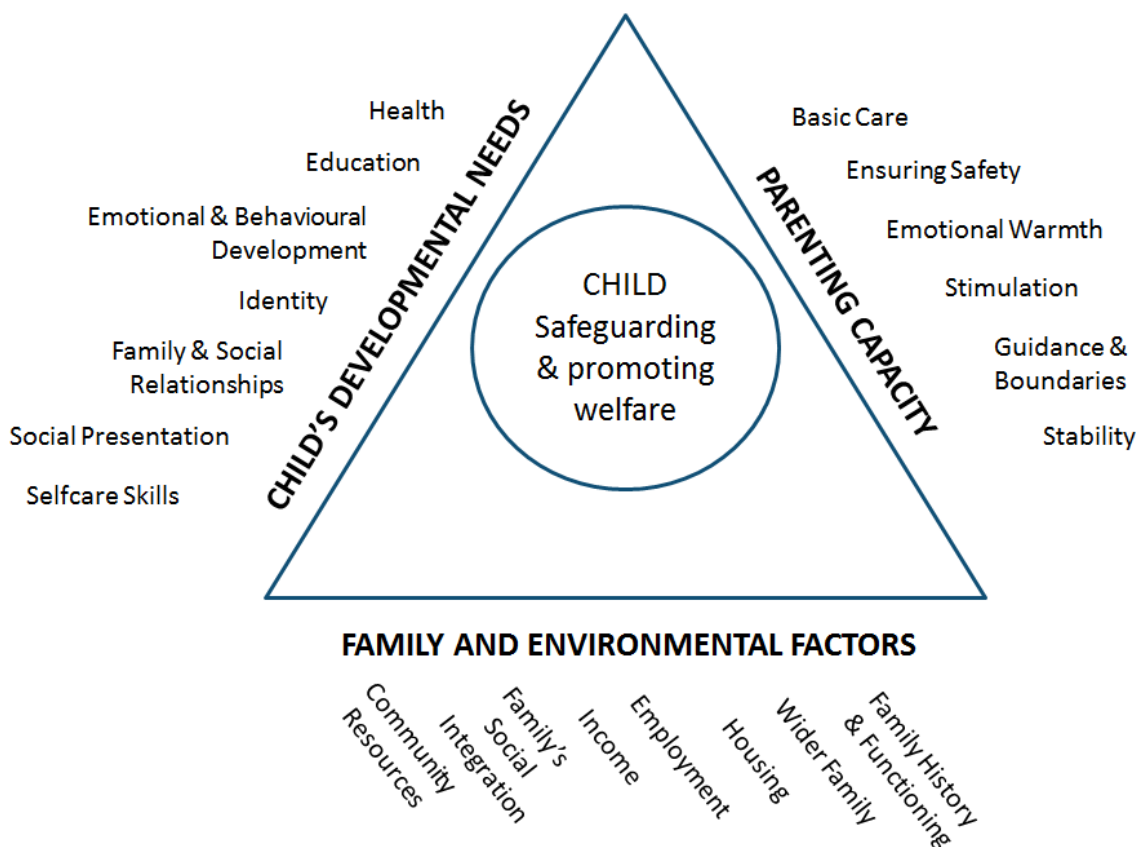 Health
Education
Emotional & Behavioural
Development
Identity
Family & Social
Relationships
Social Presentation
Selfcare Skills
CHILD'S DEVELOPMENTAL NEEDS
CHILD
Safeguarding
& promoting
welfare
PARENTING CAPACITY
Basic Care
Ensuring Safety
Emotional Warmth
Stimulation
Guidance &
Boundaries
Stability
FAMILY AND ENVIRONMENTAL FACTORS
Community
Resources
Family's
Social
Integration
Income
Employment
Housing
Wider Family
Family History
& Functioning